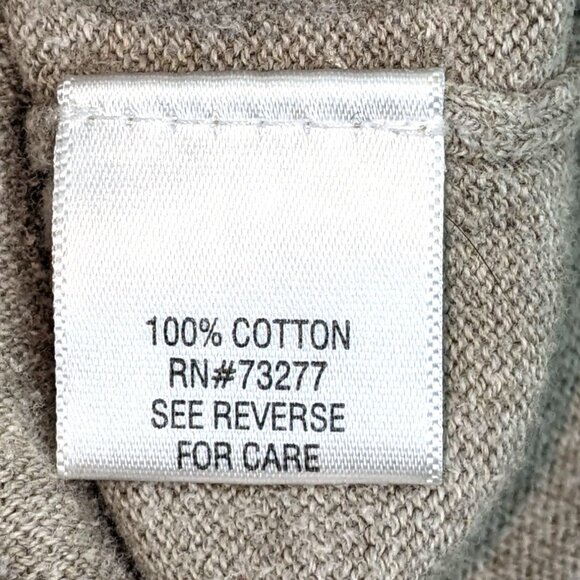 100% COTTON
RN#73277
SEE REVERSE
FOR CARE